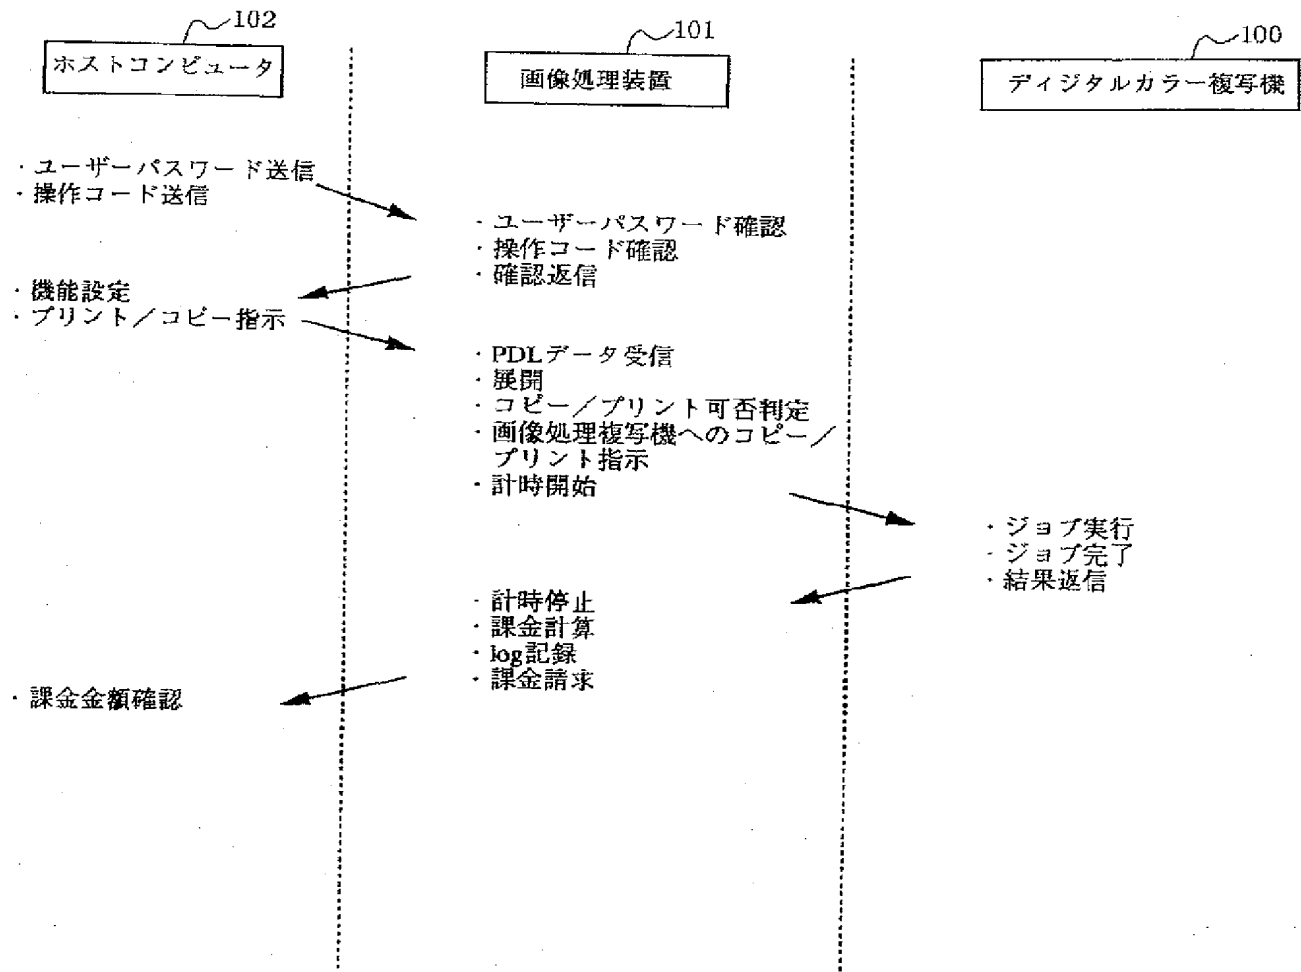 102
ホストコンピュータ
101
画像処理装置
100
ディジタルカラー複写機
・ユーザーパスワード送信
・操作コード送信
・ユーザーパスワード確認
・操作コード確認
・確認返信
・機能設定
・プリント／コピー指示
・PDLデータ受信
・展開
・コピー／プリント可否判定
・画像処理複写機へのコピー／
プリント指示
・計時開始
・ジョブ実行
・ジョブ完了
・結果返信
・計時停止
・課金計算
・log記録
・課金請求
・課金金額確認